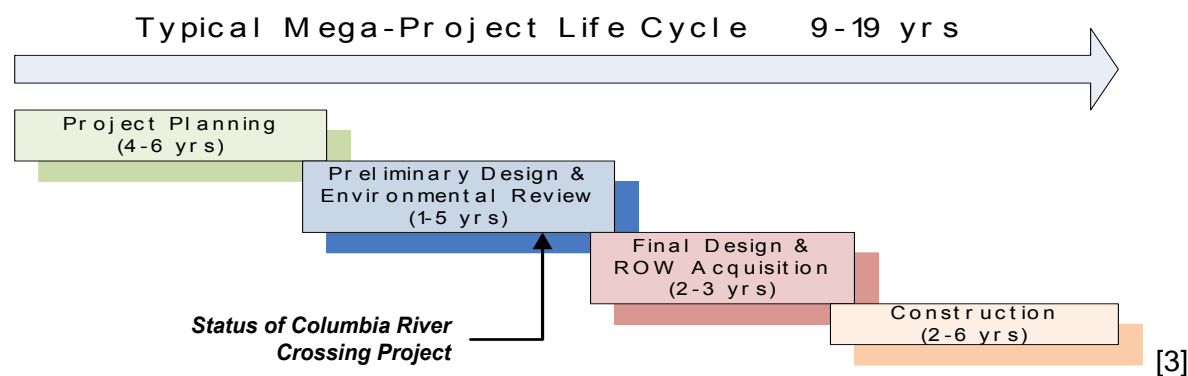 Typical Mega-Project Life Cycle 9-19 yrs
Project Planning
(4-6 yrs)
Preliminary Design &
Environmental Review
(1-5 yrs)
Final Design &
ROW Acquisition
(2-3 yrs)
Status of Columbia River
Crossing Project
Construction
(2-6 yrs)
[3]